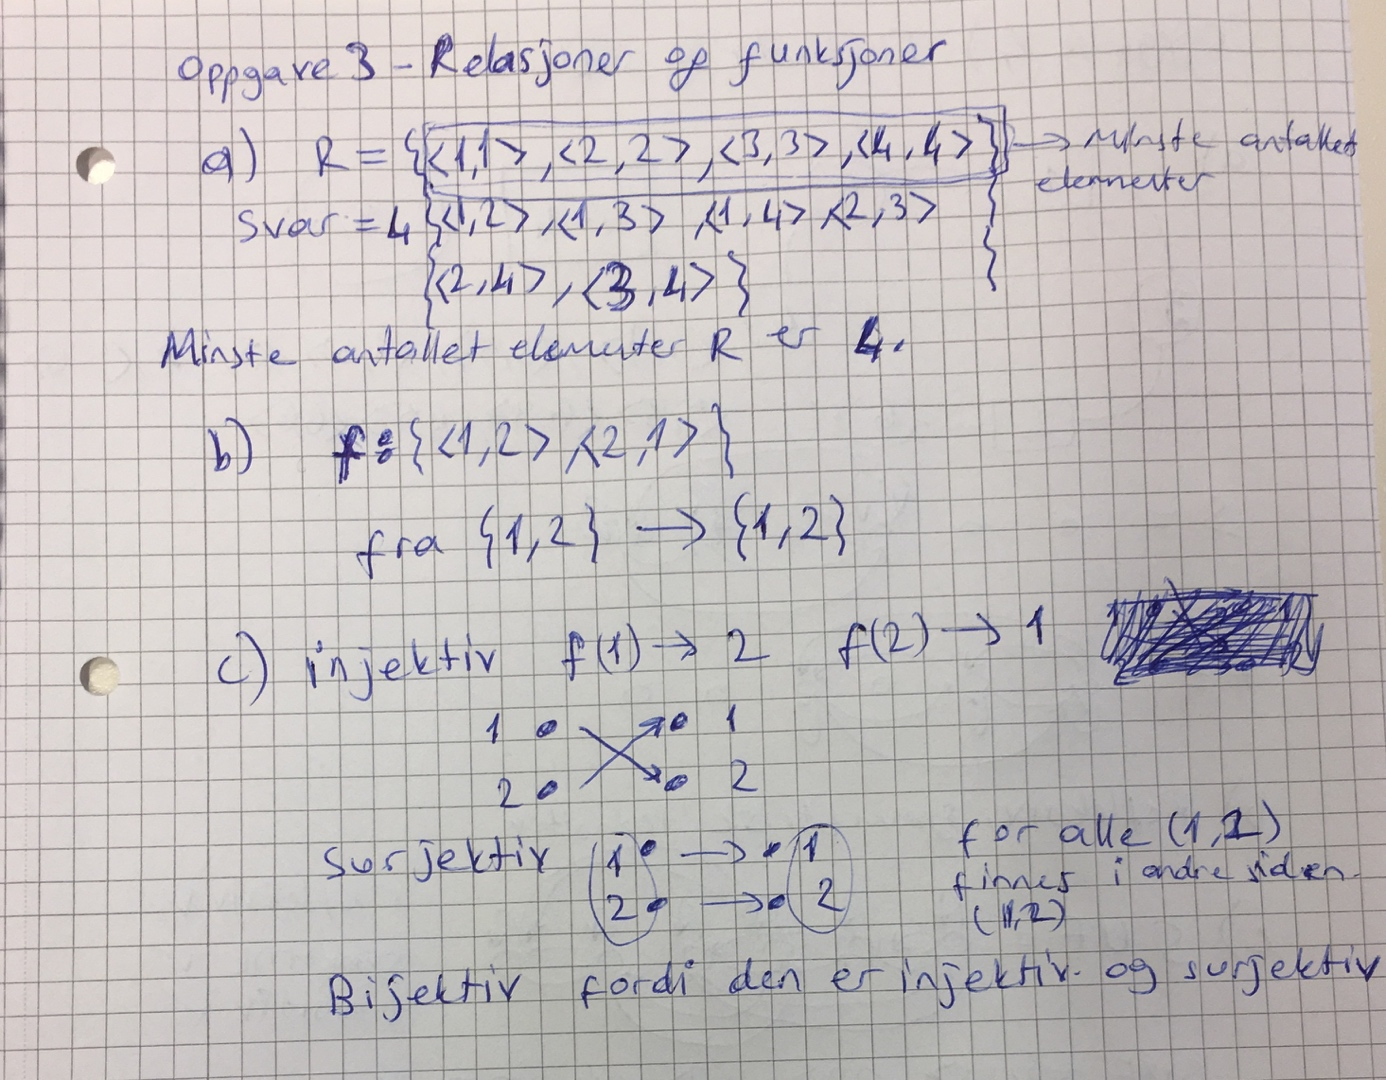 Oppgave 3 - Relasjoner og funksjoner
a) R = {<1,1>, <2,2>, <3,3>, <4,4>} → Minste antallet elementer
Svar = 4 {<1,2>, <1,3>, <1,4> <2,3> }
{<2,4>, <3,4>} }
Minste antallet elementer R er 4.
b) f: {<1,2>, <2,1>}
fra {1,2} → {1,2}
c) injektiv f(1) → 2 f(2) → 1
1 1
2 2
Surjektiv 1 → 1 for alle (1,2)
2 → 2 finnes i andre siden
(1,2)
Bijektiv fordi den er injektiv og surjektiv